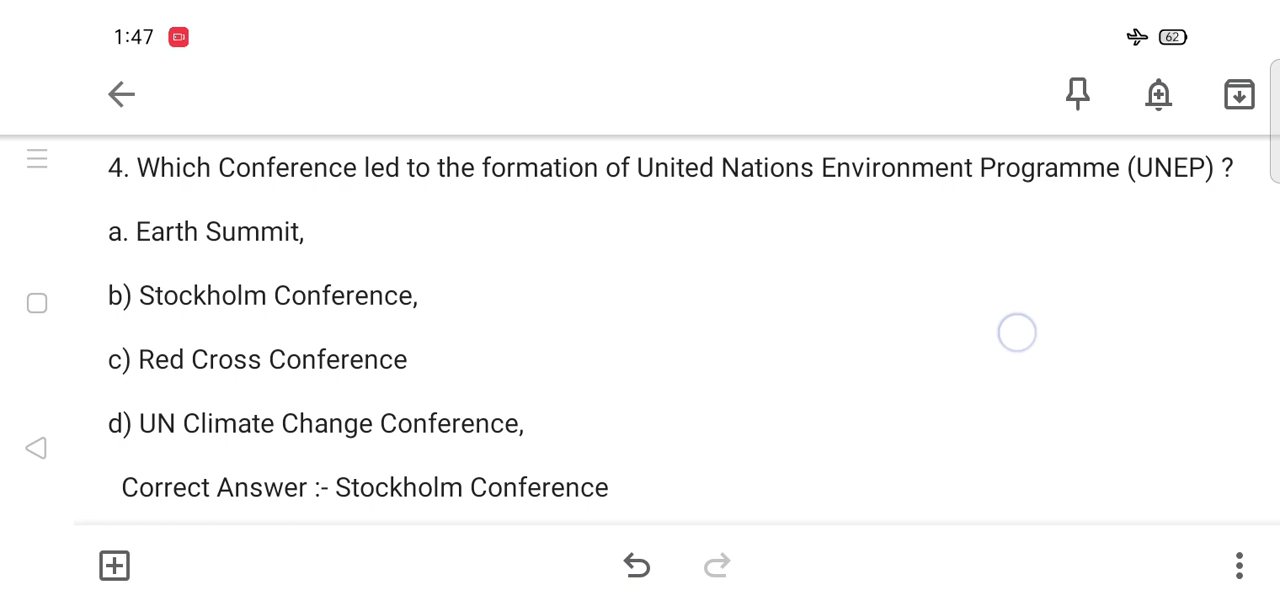 1:47
62
4. Which Conference led to the formation of United Nations Environment Programme (UNEP) ?
a. Earth Summit,
b) Stockholm Conference,
c) Red Cross Conference
d) UN Climate Change Conference,
Correct Answer :- Stockholm Conference